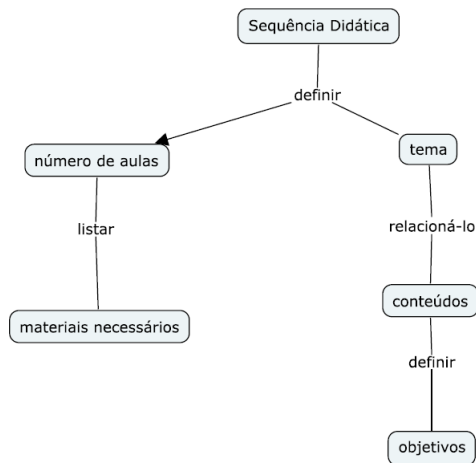 Sequência Didática
definir
número de aulas
tema
listar
relacioná-lo
materiais necessários
conteúdos
definir
objetivos